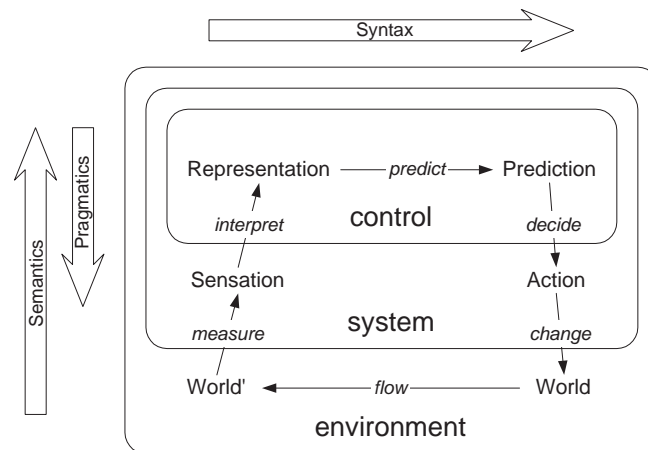 Syntax
Semantics
Pragmatics
Representation predict Prediction
interpret control decide
Sensation Action
measure system change
World' flow World
environment